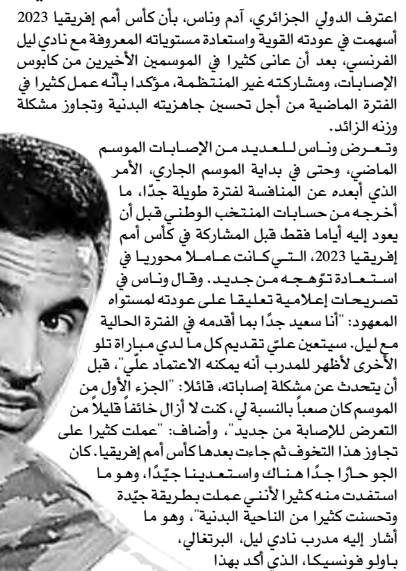 اعترف الدولي الجزائري، آدم وناس، بأن كأس أمم إفريقيا 2023
أسهمت في عودته القوية واستعادة مستوياته المعروفة مع نادي ليل
الفرنسي، بعد أن عانى كثيرا في الموسمين الأخيرين من كابوس
الإصابات، ومشاركته غير المنتظمة، مؤكدا بأنّه عمل كثيرا في
الفترة الماضية من أجل تحسين جاهزيته البدنية وتجاوز مشكلة
وزنه الزائد.
وتعرض وناس للعديد من الإصابات الموسم
الماضي، وحتى في بداية الموسم الجاري، الأمر
الذي أبعده عن المنافسة لفترة طويلة جدّا، ما
أخرجه من حسابات المنتخب الوطني قبل أن
يعود إليه أياما فقط قبل المشاركة في كأس أمم
إفريقيا 2023، التي كانت عاملا محوريا في
استعادة توّهجه من جديد. وقال وناس في
تصريحات إعلامية تعليقا على عودته لمستواه
المعهود: "أنا سعيد جدّا بما أقدمه في الفترة الحالية
مع ليل. سيتعين عليّ تقديم كل ما لدي مباراة تلو
الأخرى لأظهر للمدرب أنه يمكنه الاعتماد علّي"، قبل
أن يتحدث عن مشكلة إصاباته، قائلا: "الجزء الأول من
الموسم كان صعباً بالنسبة لي، كنت لا أزال خائفاً قليلاً من
التعرض للإصابة من جديد"، وأضاف: "عملت كثيرا على
تجاوز هذا التخوف ثم جاءت بعدها كأس أمم إفريقيا. كان
الجو حارًا جدًا هناك واستعدينا جيّدًا، وهو ما
استفدت منه كثيرا لأنني عملت بطريقة جيّدة
وتحسنت كثيرا من الناحية البدنية"، وهو ما
أشار إليه مدرب نادي ليل، البرتغالي،
باولو فونسيكا، الذي أكد بهذا